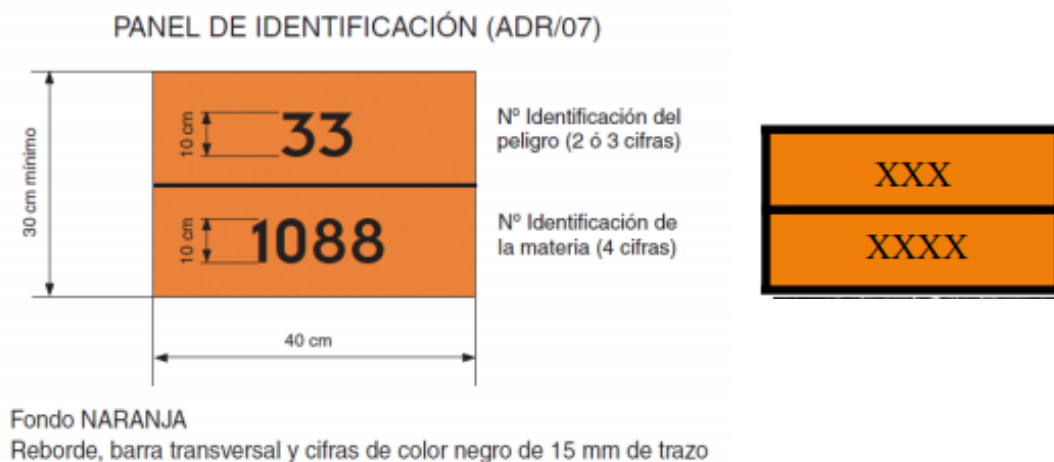 PANEL DE IDENTIFICACIÓN (ADR/07)
30 cm mínimo
10 cm
33
Nº Identificación del
peligro (2 ó 3 cifras)
10 cm
1088
Nº Identificación de
la materia (4 cifras)
40 cm
XXX
XXXX
Fondo NARANJA
Reborde, barra transversal y cifras de color negro de 15 mm de trazo